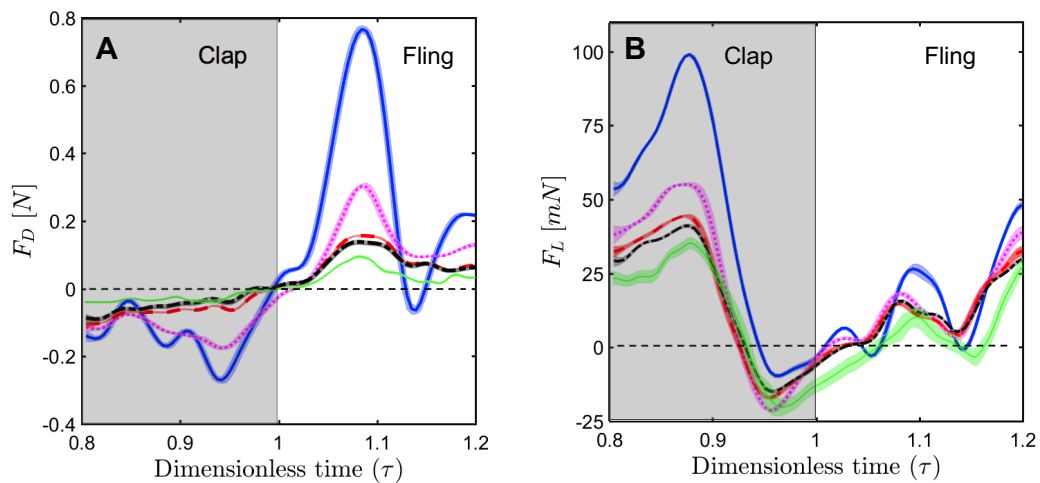 A
Clap
Fling
0.8
0.6
0.4
0.2
0
-0.2
-0.4
F_D [N]
0.8
0.9
1
1.1
1.2
Dimensionless time (τ)
B
Clap
Fling
100
75
50
25
0
-25
F_L [mN]
0.8
0.9
1
1.1
1.2
Dimensionless time (τ)